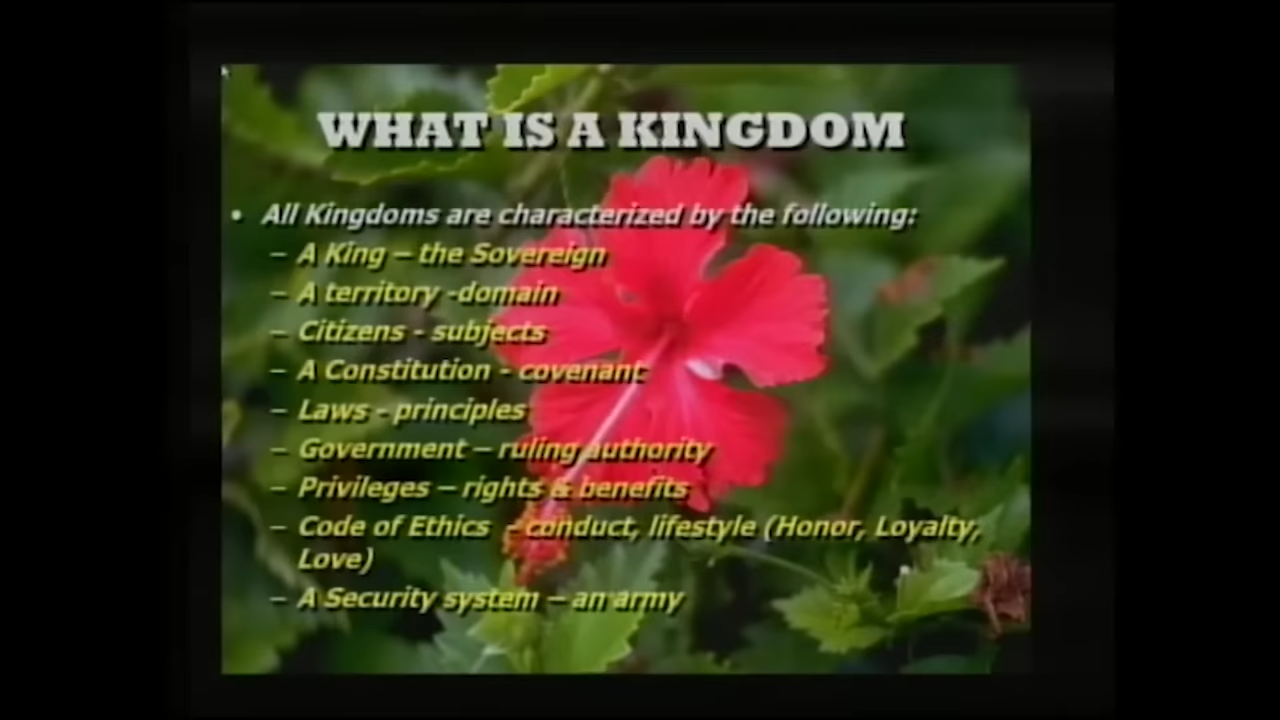 WHAT IS A KINGDOM
• All Kingdoms are characterized by the following:
– A King – the Sovereign
– A territory -domain
– Citizens - subjects
– A Constitution - covenant
– Laws - principles
– Government – ruling authority
– Privileges – rights & benefits
– Code of Ethics - conduct, lifestyle (Honor, Loyalty,
Love)
– A Security system – an army